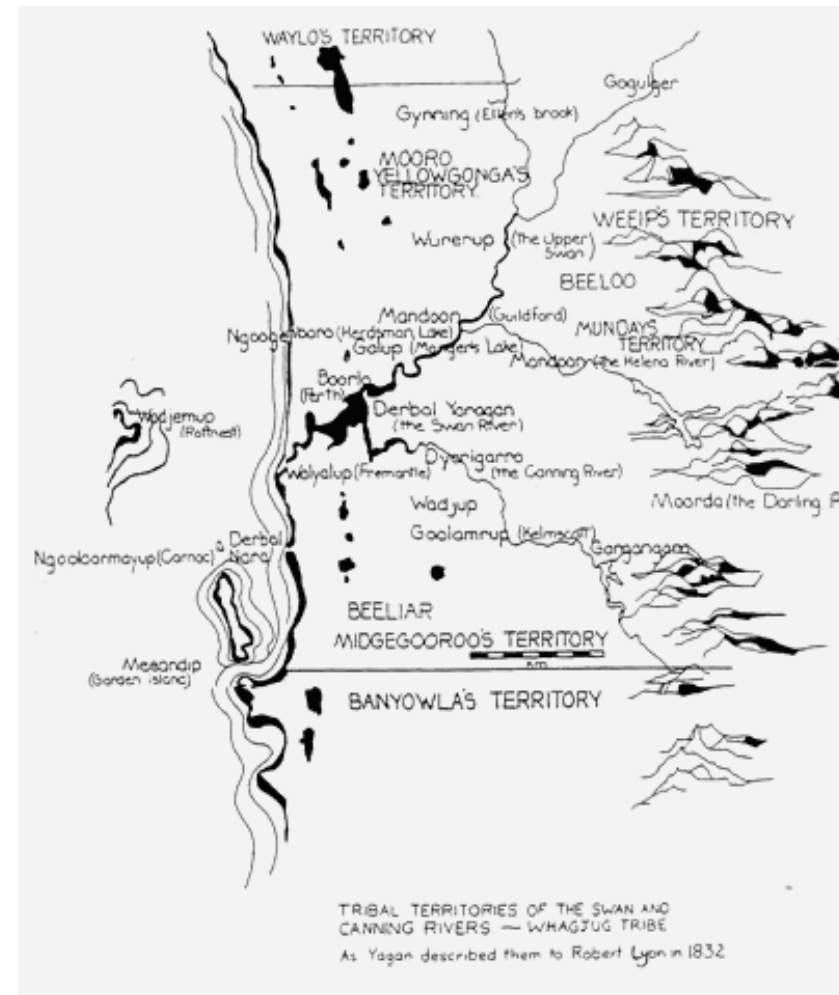 WAYLO'S TERRITORY
Gogulger
Gynning (Ellen's brook)
MOORO
YELLOWGONGA'S
TERRITORY.
WEEIP'S TERRITORY
Wurerup (The Upper
Swan)
BEELOO
Mandoon (Guildford)
Ngoogenboro (Herdsman Lake)
MUNDAY'S
TERRITORY
Galup (Monger's Lake)
Mandoon (the Helena River)
Boorlo
(Perth)
Derbal Yaragan
(the Swan River)
Wadjemup
(Rottnest)
Dyarigarro
(the Canning River)
Walyalup (Fremantle)
Wadjup
Moorda (the Darling
Goolamrup (Kelmscott)
Derbal
Nara
Ngooloormayup (Carnac)
Gargangara
BEELIAR
MIDGEGOOROO'S TERRITORY
km
Meeandip
(Garden Island)
BANYOWLA'S TERRITORY
TRIBAL TERRITORIES OF THE SWAN AND
CANNING RIVERS — WHAGJUG TRIBE
As Yagan described them to Robert Lyon in 1832